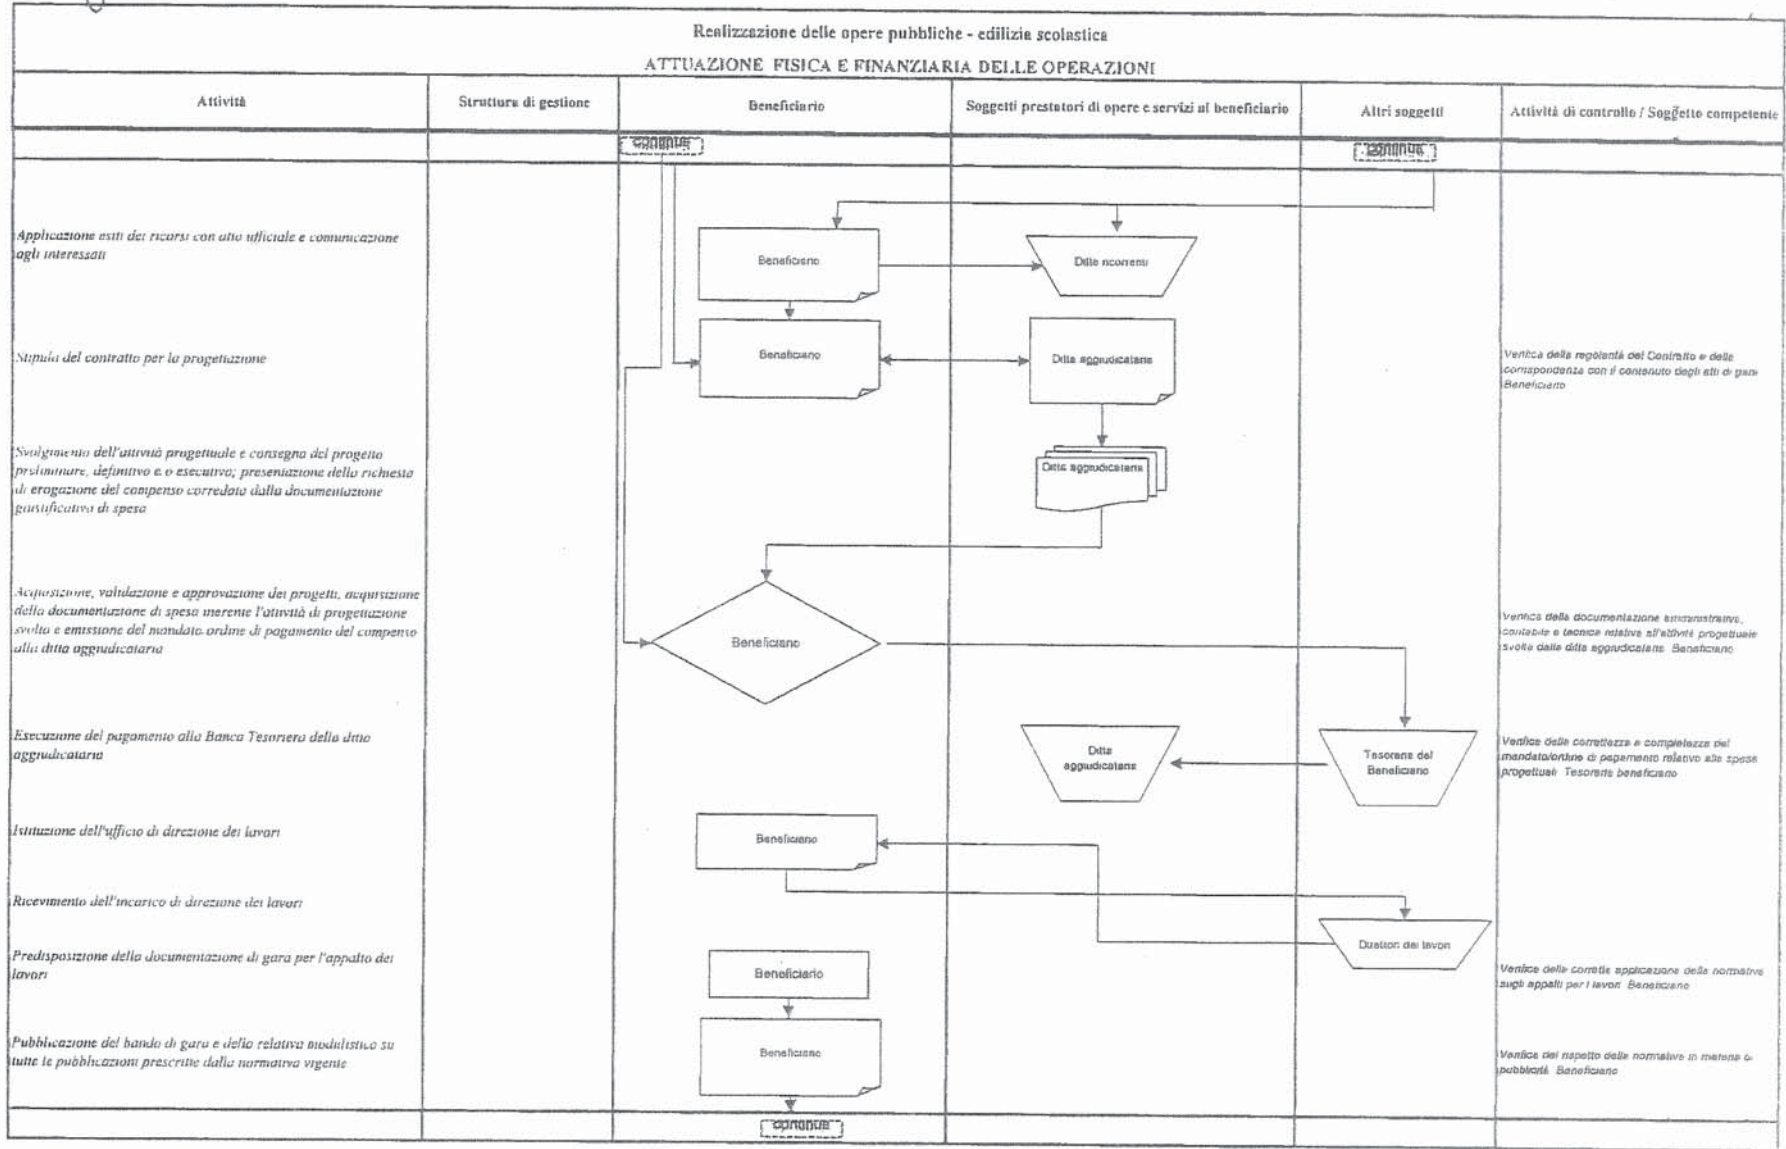 Realizzazione delle opere pubbliche - edilizia scolastica
ATTUAZIONE FISICA E FINANZIARIA DELLE OPERAZIONI
Attività
Struttura di gestione
Beneficiario
Soggetti prestatori di opere e servizi al beneficiario
Altri soggetti
Attività di controllo / Soggetto competente
continua
continua
Applicazione esiti dei ricorsi con atto ufficiale e comunicazione
agli interessati
Beneficiario
Ditte ricorrenti
Stipula del contratto per la progettazione
Beneficiario
Ditta aggiudicataria
Verifica della regolarità del Contratto e della
corrispondenza con il contenuto degli atti di gara
Beneficiario
Svolgimento dell'attività progettuale e consegna del progetto
preliminare, definitivo e o esecutivo; presentazione della richiesta
di erogazione del compenso corredata dalla documentazione
giustificativa di spesa
Ditta aggiudicataria
Acquisizione, validazione e approvazione dei progetti, acquisizione
della documentazione di spesa inerente l'attività di progettazione
svolta e emissione del mandato/ordine di pagamento del compenso
alla ditta aggiudicataria
Beneficiario
Verifica della documentazione amministrativa,
contabile e tecnica relativa all'attività progettuale
svolta dalla ditta aggiudicataria Beneficiario
Esecuzione del pagamento alla Banca Tesoriera della ditta
aggiudicataria
Ditta
aggiudicataria
Tesoreria del
Beneficiario
Verifica della correttezza e completezza del
mandato/ordine di pagamento relativo alle spese
progettuali Tesoreria beneficiario
Istituzione dell'ufficio di direzione dei lavori
Beneficiario
Ricevimento dell'incarico di direzione dei lavori
Direttori dei lavori
Predisposizione della documentazione di gara per l'appalto dei
lavori
Beneficiario
Verifica della corretta applicazione della normativa
sugli appalti per i lavori Beneficiario
Pubblicazione del bando di gara e della relativa modulistica su
tutte le pubblicazioni prescritte dalla normativa vigente
Beneficiario
Verifica del rispetto della normativa in materia di
pubblicità Beneficiario
continua